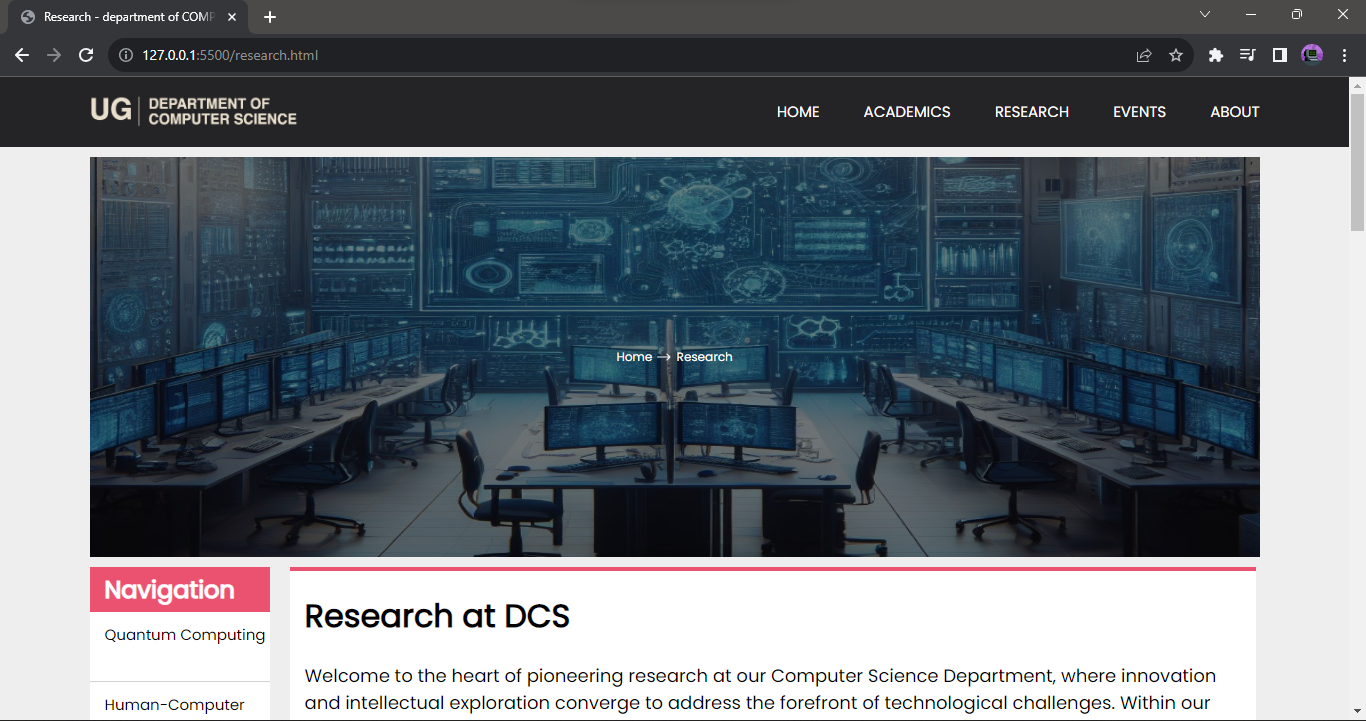 Research - department of COMP
127.0.0.1:5500/research.html
UG
DEPARTMENT OF
COMPUTER SCIENCE
HOME ACADEMICS RESEARCH EVENTS ABOUT
Home → Research
Navigation
Quantum Computing
Human-Computer
Research at DCS
Welcome to the heart of pioneering research at our Computer Science Department, where innovation
and intellectual exploration converge to address the forefront of technological challenges. Within our